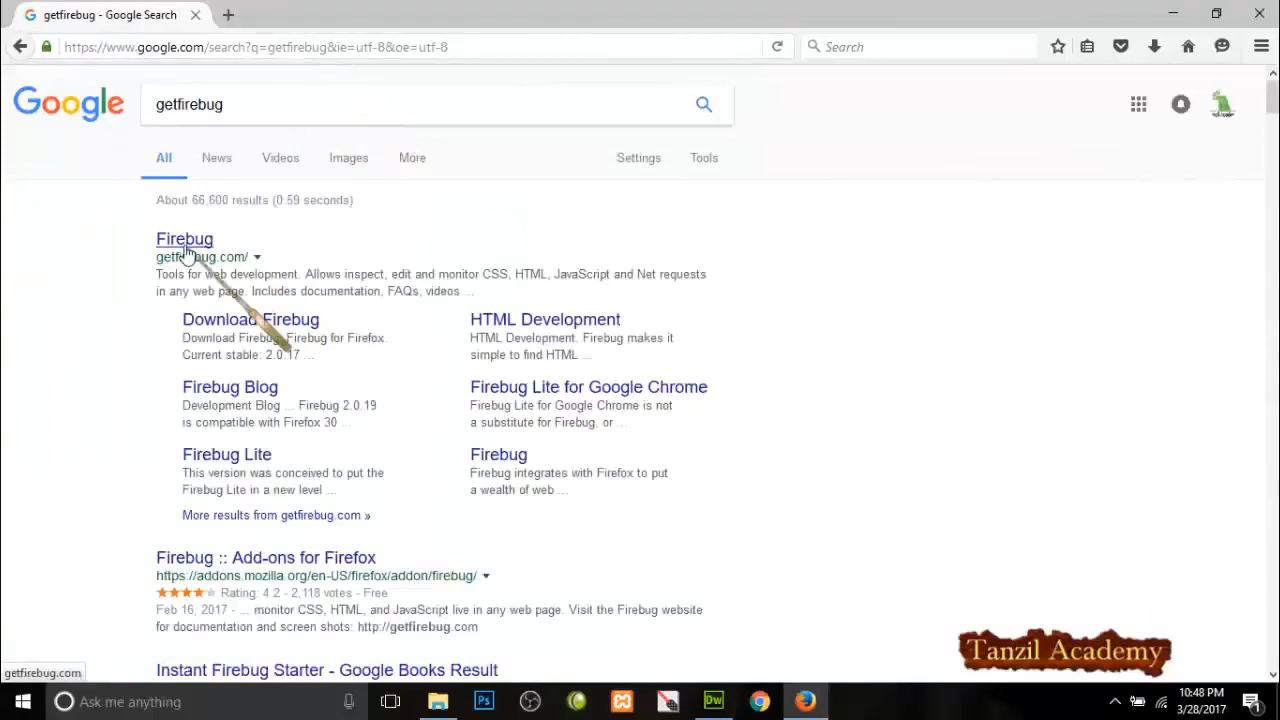 getfirebug - Google Search
https://www.google.com/search?q=getfirebug&ie=utf-8&oe=utf-8
Search
Google
getfirebug
All
News
Videos
Images
More
Settings
Tools
About 66,600 results (0.59 seconds)
Firebug
getfirebug.com/
Tools for web development. Allows inspect, edit and monitor CSS, HTML, JavaScript and Net requests
in any web page. Includes documentation, FAQs, videos ...
Download Firebug
Download Firebug. Firebug for Firefox.
Current stable: 2.0.17 ...
HTML Development
HTML Development. Firebug makes it
simple to find HTML ...
Firebug Blog
Development Blog ... Firebug 2.0.19
is compatible with Firefox 30 ...
Firebug Lite for Google Chrome
Firebug Lite for Google Chrome is not
a substitute for Firebug, or ...
Firebug Lite
This version was conceived to put the
Firebug Lite in a new level ...
Firebug
Firebug integrates with Firefox to put
a wealth of web ...
More results from getfirebug.com »
Firebug :: Add-ons for Firefox
https://addons.mozilla.org/en-US/firefox/addon/firebug/
Rating: 4.2 - 2,118 votes - Free
Feb 16, 2017 - ... monitor CSS, HTML, and JavaScript live in any web page. Visit the Firebug website
for documentation and screen shots: http://getfirebug.com
Instant Firebug Starter - Google Books Result
Tanzil Academy
getfirebug.com
Ask me anything
Ps
Dw
10:48 PM
3/28/2017
1